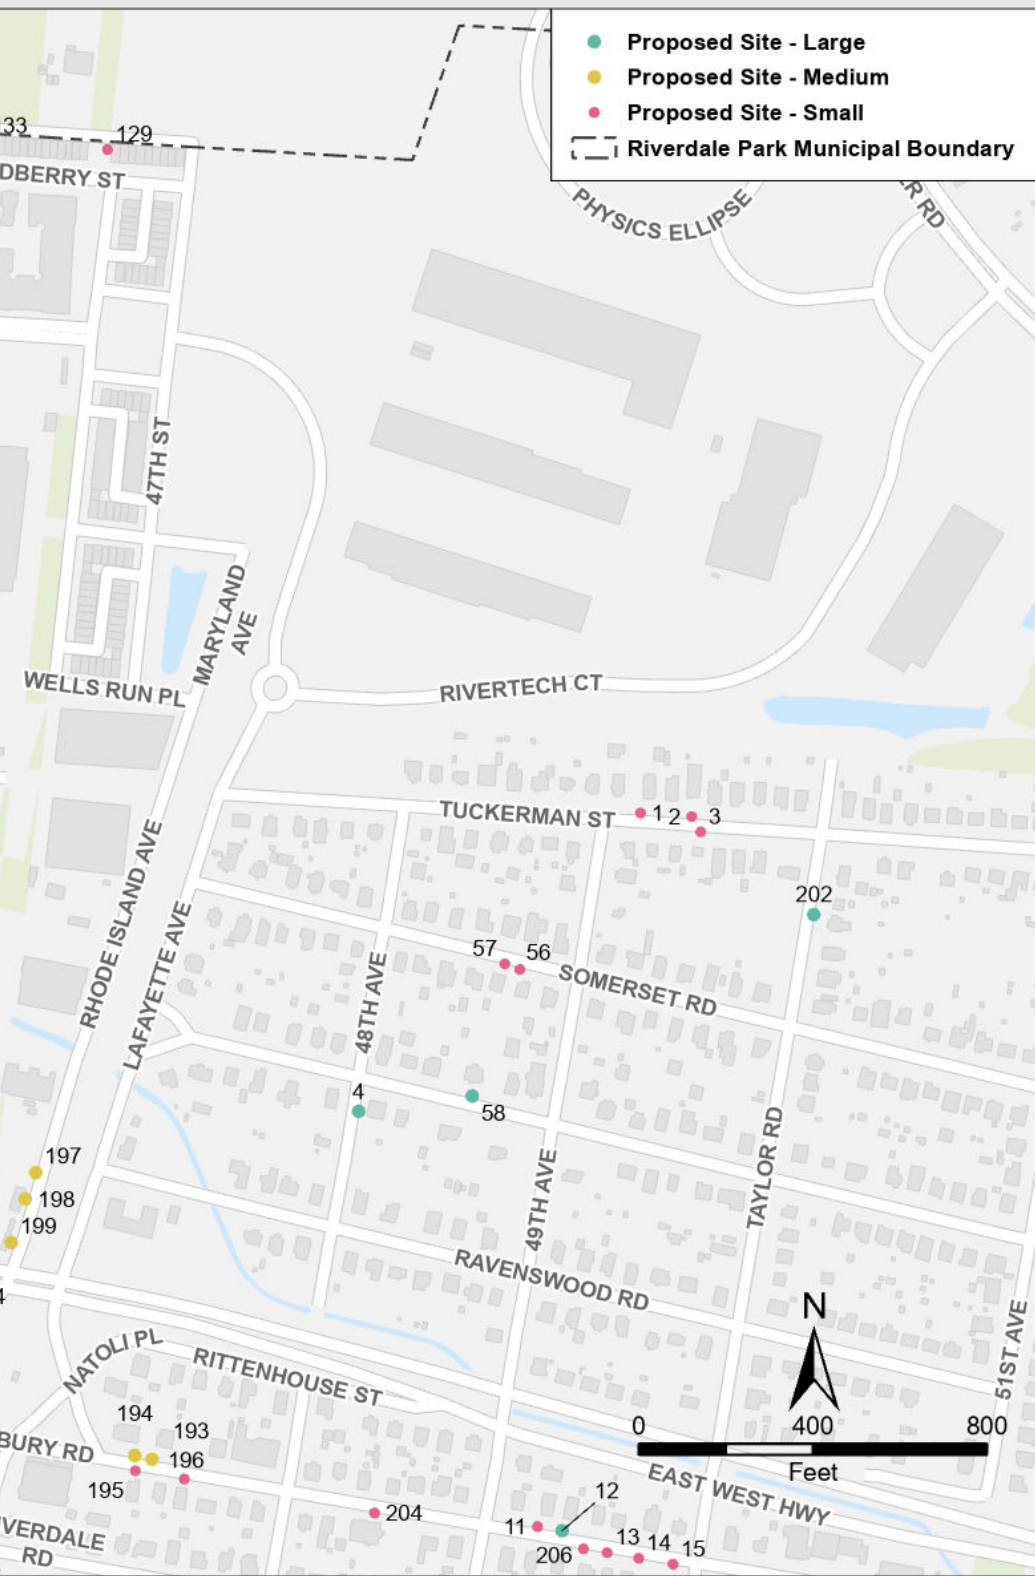 Proposed Site - Large
Proposed Site - Medium
Proposed Site - Small
Riverdale Park Municipal Boundary
33
129
DBERRY ST
PHYSICS ELLIPSE
ER RD
47TH ST
MARYLAND
AVE
WELLS RUN PL
RIVERTECH CT
TUCKERMAN ST
1
2
3
202
RHODE ISLAND AVE
LAFAYETTE AVE
57
56
SOMERSET RD
48TH AVE
4
58
197
198
199
49TH AVE
TAYLOR RD
RAVENSWOOD RD
4
N
51ST AVE
NATOLI PL
RITTENHOUSE ST
194
193
0
400
800
Feet
BURY RD
196
195
EAST WEST HWY
12
204
11
VERDALE
RD
206
13
14
15